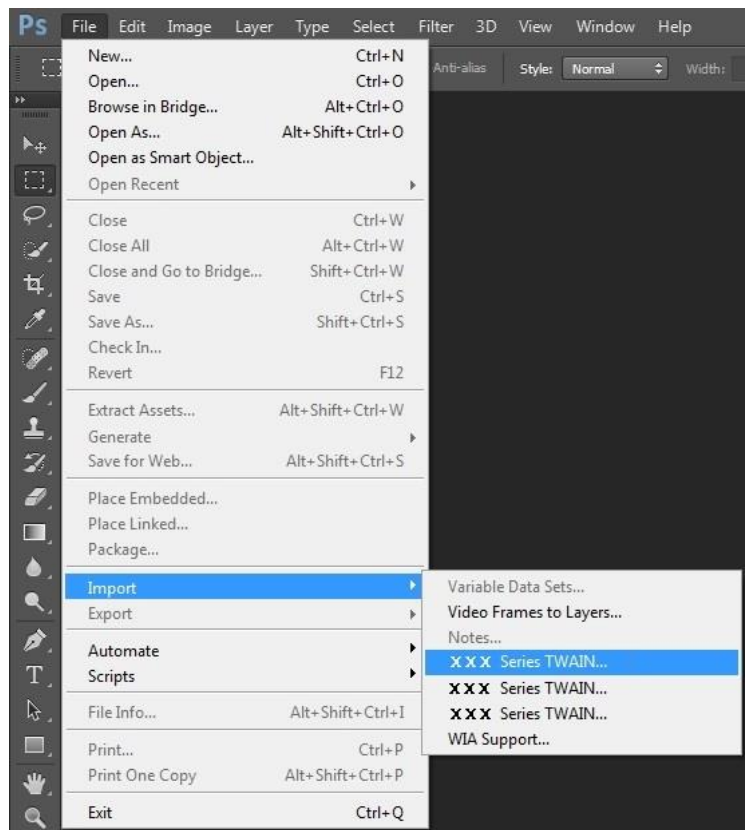 Ps File Edit Image Layer Type Select Filter 3D View Window Help
Anti-alias Style: Normal Width:
New... Ctrl+N
Open... Ctrl+O
Browse in Bridge... Alt+Ctrl+O
Open As... Alt+Shift+Ctrl+O
Open as Smart Object...
Open Recent
Close Ctrl+W
Close All Alt+Ctrl+W
Close and Go to Bridge... Shift+Ctrl+W
Save Ctrl+S
Save As... Shift+Ctrl+S
Check In...
Revert F12
Extract Assets... Alt+Shift+Ctrl+W
Generate
Save for Web... Alt+Shift+Ctrl+S
Place Embedded...
Place Linked...
Package...
Import
Export
Automate
Scripts
File Info... Alt+Shift+Ctrl+I
Print... Ctrl+P
Print One Copy Alt+Shift+Ctrl+P
Exit Ctrl+Q
Variable Data Sets...
Video Frames to Layers...
Notes...
XXX Series TWAIN...
XXX Series TWAIN...
XXX Series TWAIN...
WIA Support...